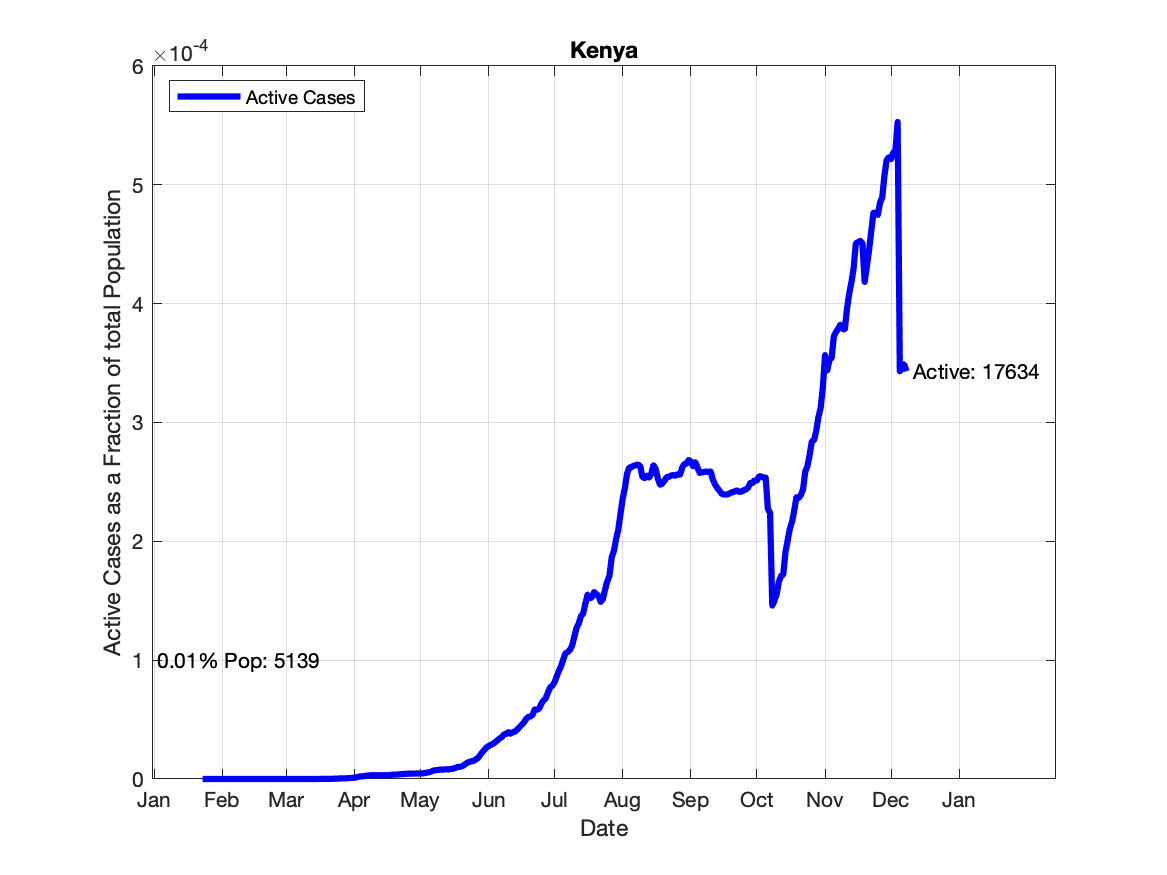 Kenya
×10-4
Active Cases
6
5
4
3
2
1
0
Active Cases as a Fraction of total Population
Active: 17634
0.01% Pop: 5139
Jan Feb Mar Apr May Jun Jul Aug Sep Oct Nov Dec Jan
Date